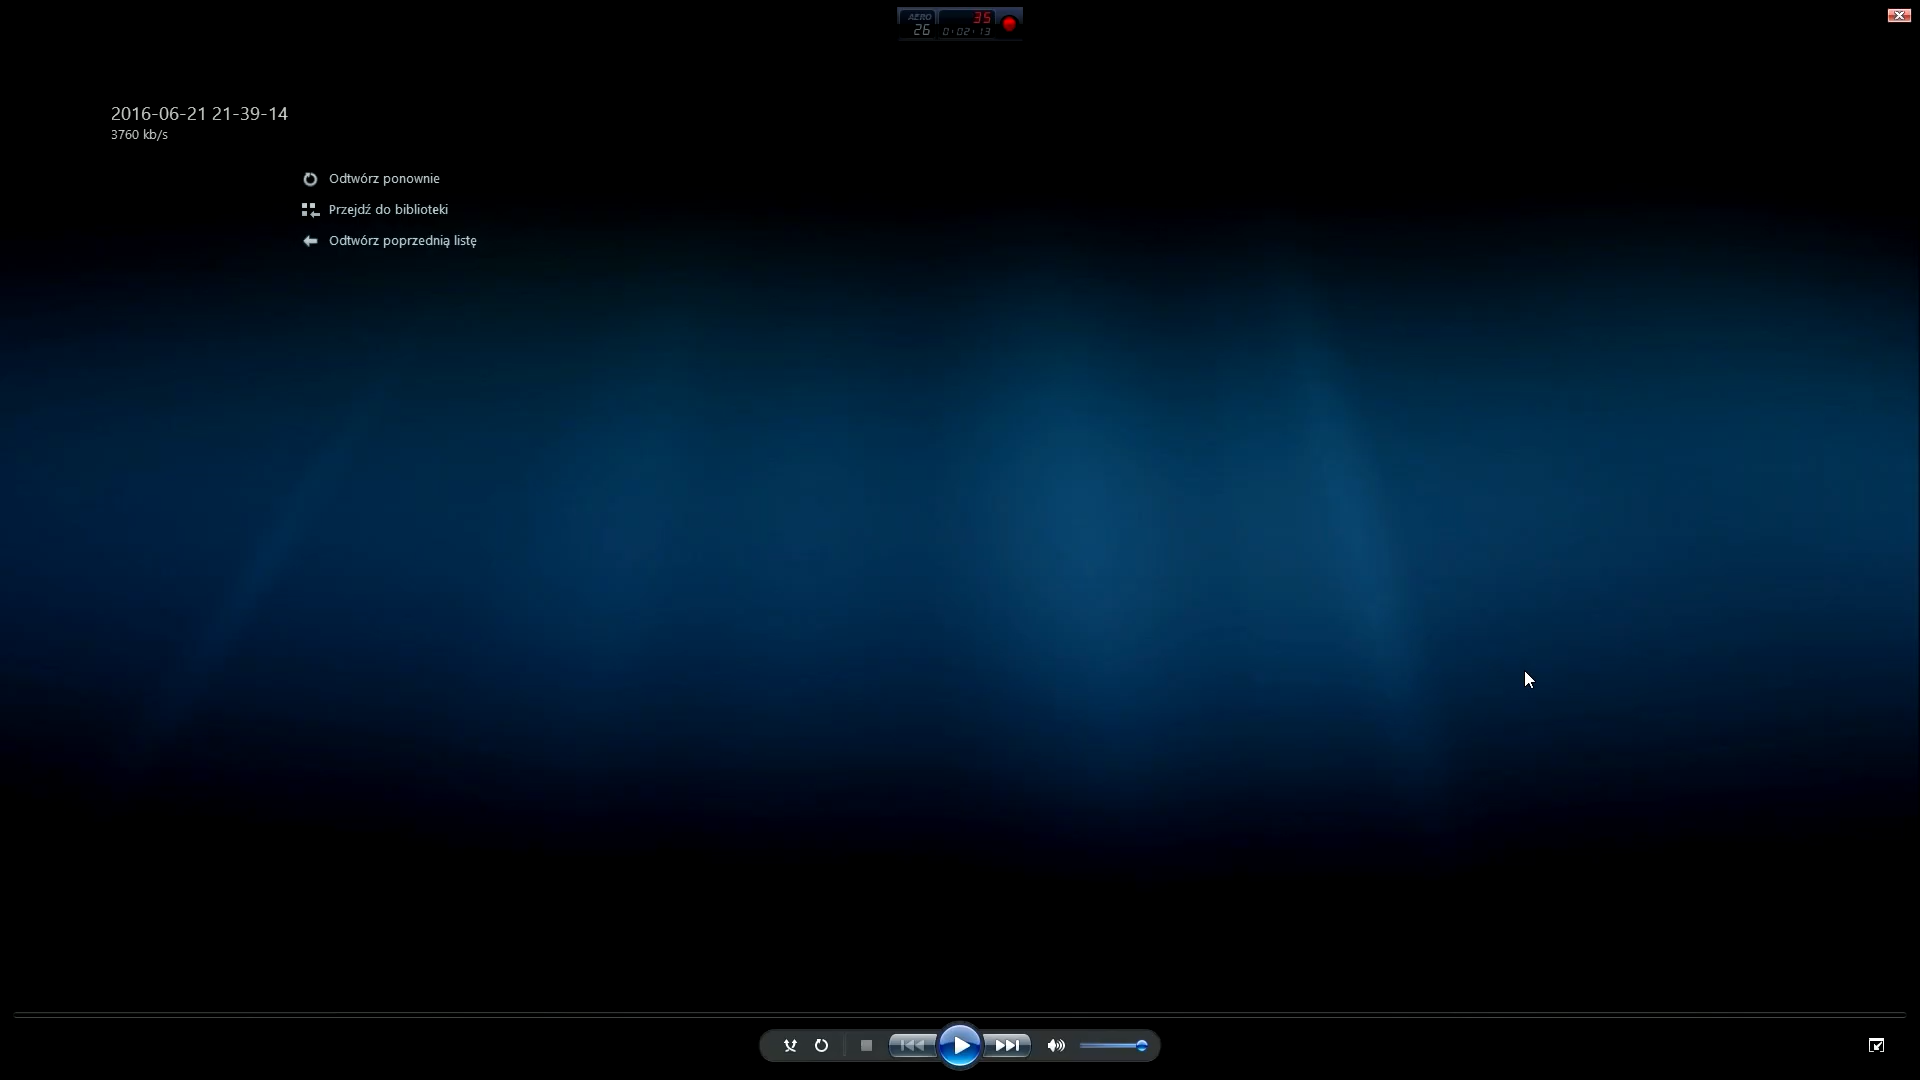 AERO 35
26 0:02:13
2016-06-21 21-39-14
3760 kb/s
Odtwórz ponownie
Przejdź do biblioteki
Odtwórz poprzednią listę